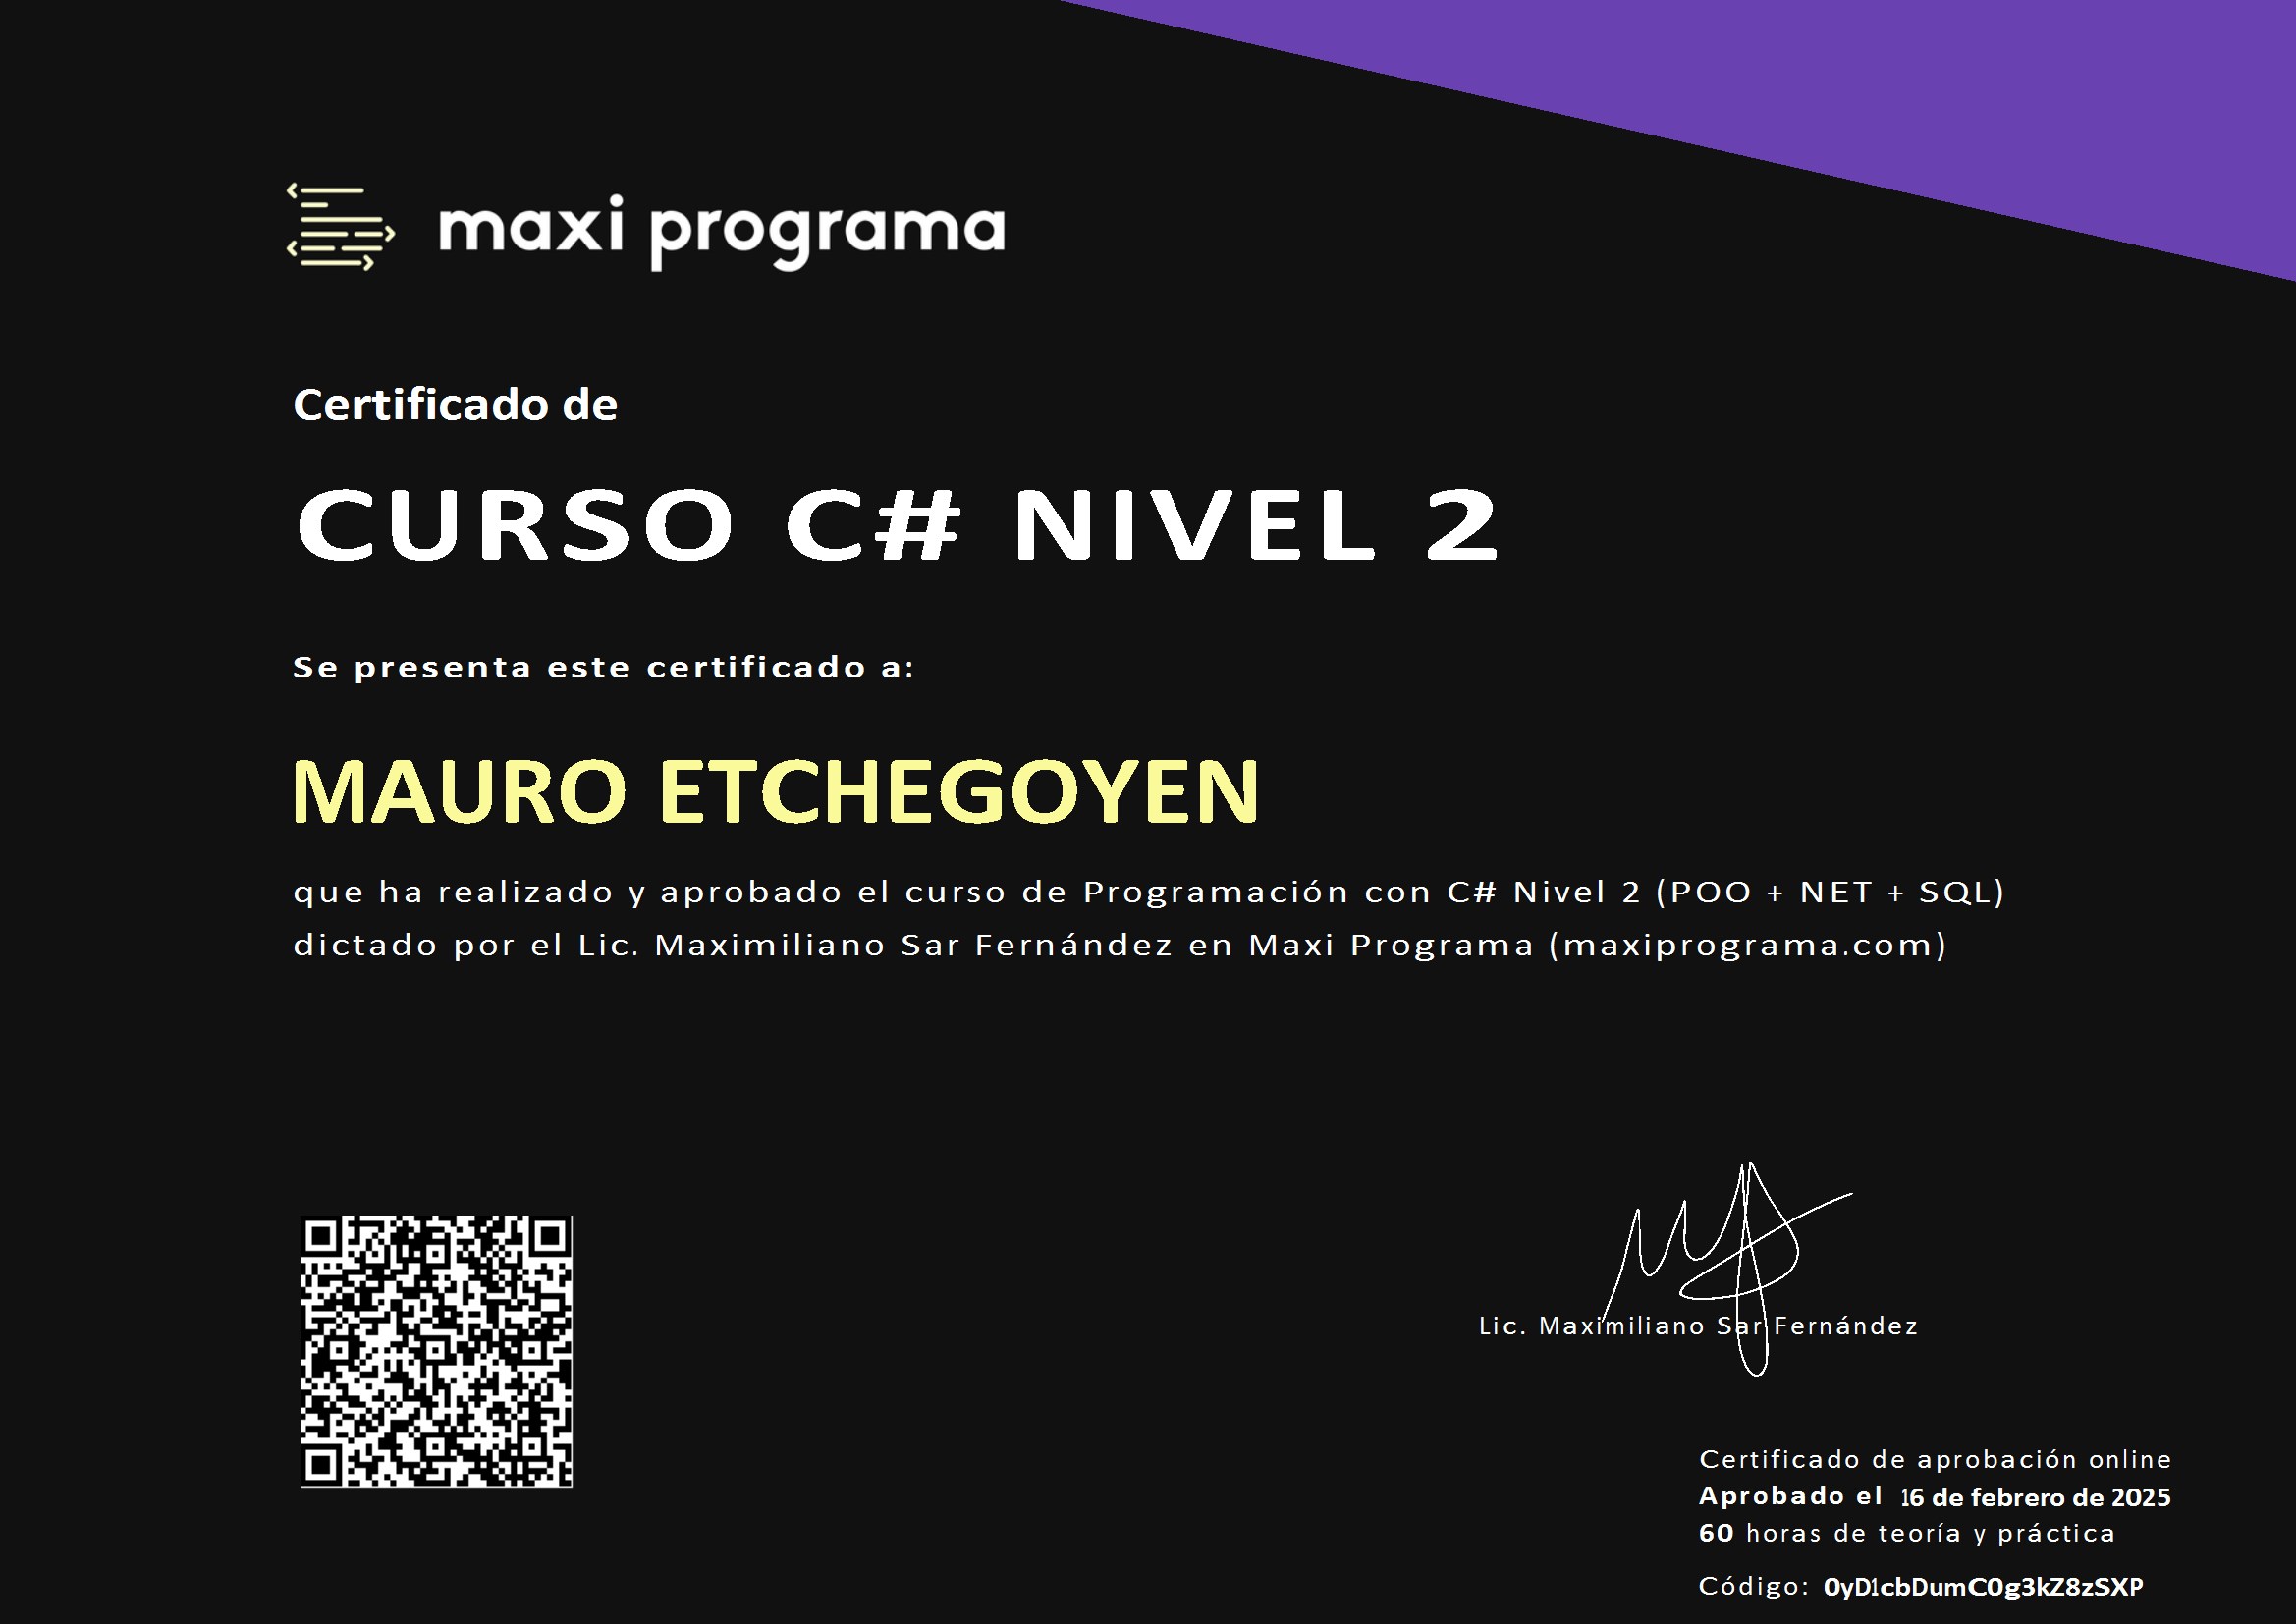 maxi programa
Certificado de
CURSO C# NIVEL 2
Se presenta este certificado a:
MAURO ETCHEGOYEN
que ha realizado y aprobado el curso de Programación con C# Nivel 2 (POO + NET + SQL)
dictado por el Lic. Maximiliano Sar Fernández en Maxi Programa (maxiprograma.com)
Lic. Maximiliano Sar Fernández
Certificado de aprobación online
Aprobado el 16 de febrero de 2025
60 horas de teoría y práctica
Código: 0yD1cbDumC0g3kZ8zSXP